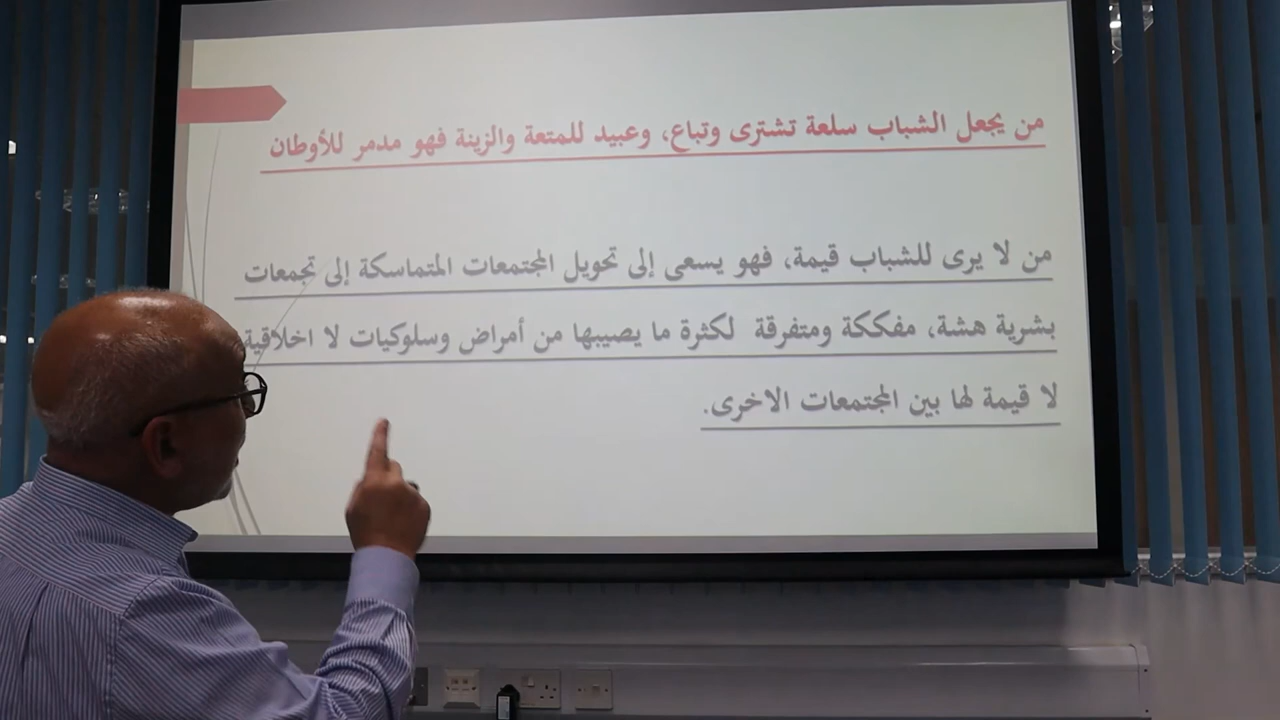 من يجعل الشباب سلعة تشترى وتباع، وعبيد للمتعة والزينة فهو مدمر للأوطان
من لا يرى للشباب قيمة، فهو يسعى إلى تحويل المجتمعات المتماسكة إلى تجمعات
بشرية هشة، مفككة ومتفرقة لكثرة ما يصيبها من أمراض وسلوكيات لا اخلاقية
لا قيمة لها بين المجتمعات الاخرى.